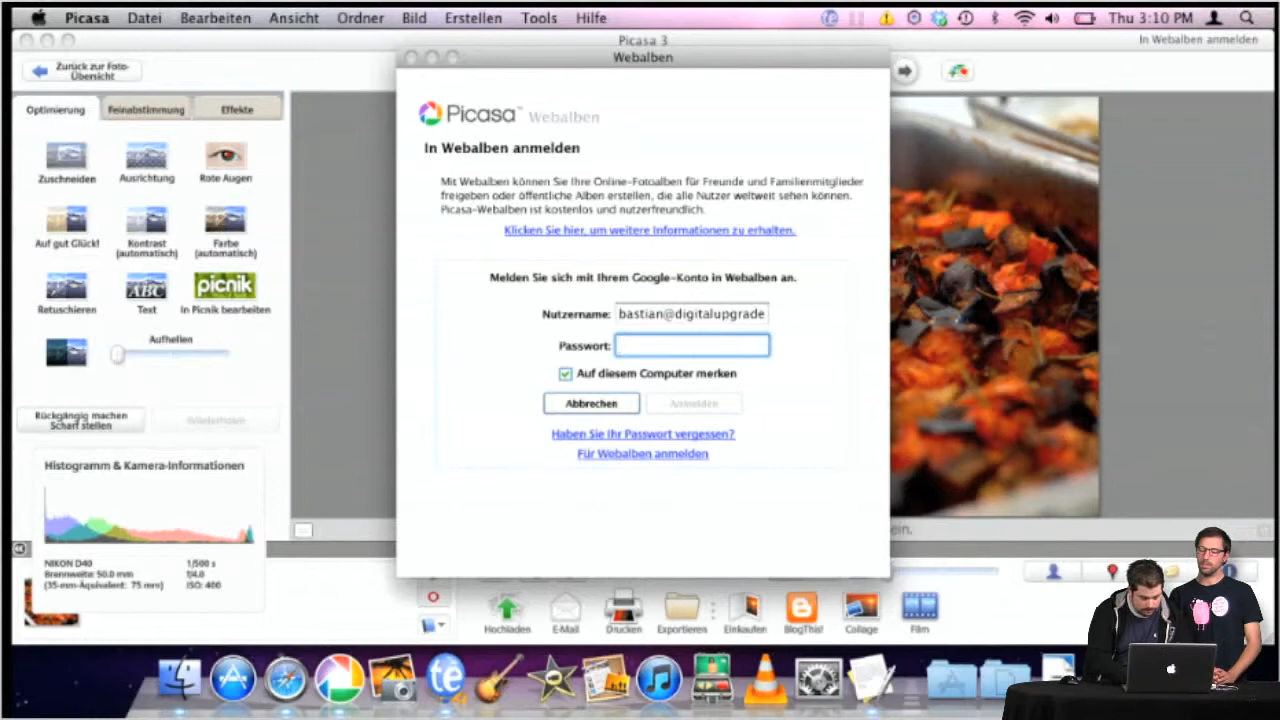 Picasa Datei Bearbeiten Ansicht Ordner Bild Erstellen Tools Hilfe Thu 3:10 PM
Picasa 3
In Webalben anmelden
Webalben
Zurück zur Foto-
Übersicht
Optimierung Feinabstimmung Effekte
Zuschneiden Ausrichtung Rote Augen
Auf gut Glück! Kontrast (automatisch) Farbe (automatisch)
ABC picnik
Retuschieren Text In Picnik bearbeiten
Aufhellen
Rückgängig machen
Scharf stellen
Wiederholen
Histogramm & Kamera-Informationen
NIKON D40 1/500 s
Brennweite: 50.0 mm f/4.0
(35-mm-Äquivalent: 75 mm) ISO: 400
Picasa™ Webalben
In Webalben anmelden
Mit Webalben können Sie Ihre Online-Fotoalben für Freunde und Familienmitglieder
freigeben oder öffentliche Alben erstellen, die alle Nutzer weltweit sehen können.
Picasa-Webalben ist kostenlos und nutzerfreundlich.
Klicken Sie hier, um weitere Informationen zu erhalten.
Melden Sie sich mit Ihrem Google-Konto in Webalben an.
Nutzername: bastian@digitalupgrade
Passwort:
Auf diesem Computer merken
Abbrechen Anmelden
Haben Sie Ihr Passwort vergessen?
Für Webalben anmelden
ein.
Hochladen E-Mail Drucken Exportieren Einkaufen BlogThis! Collage Film